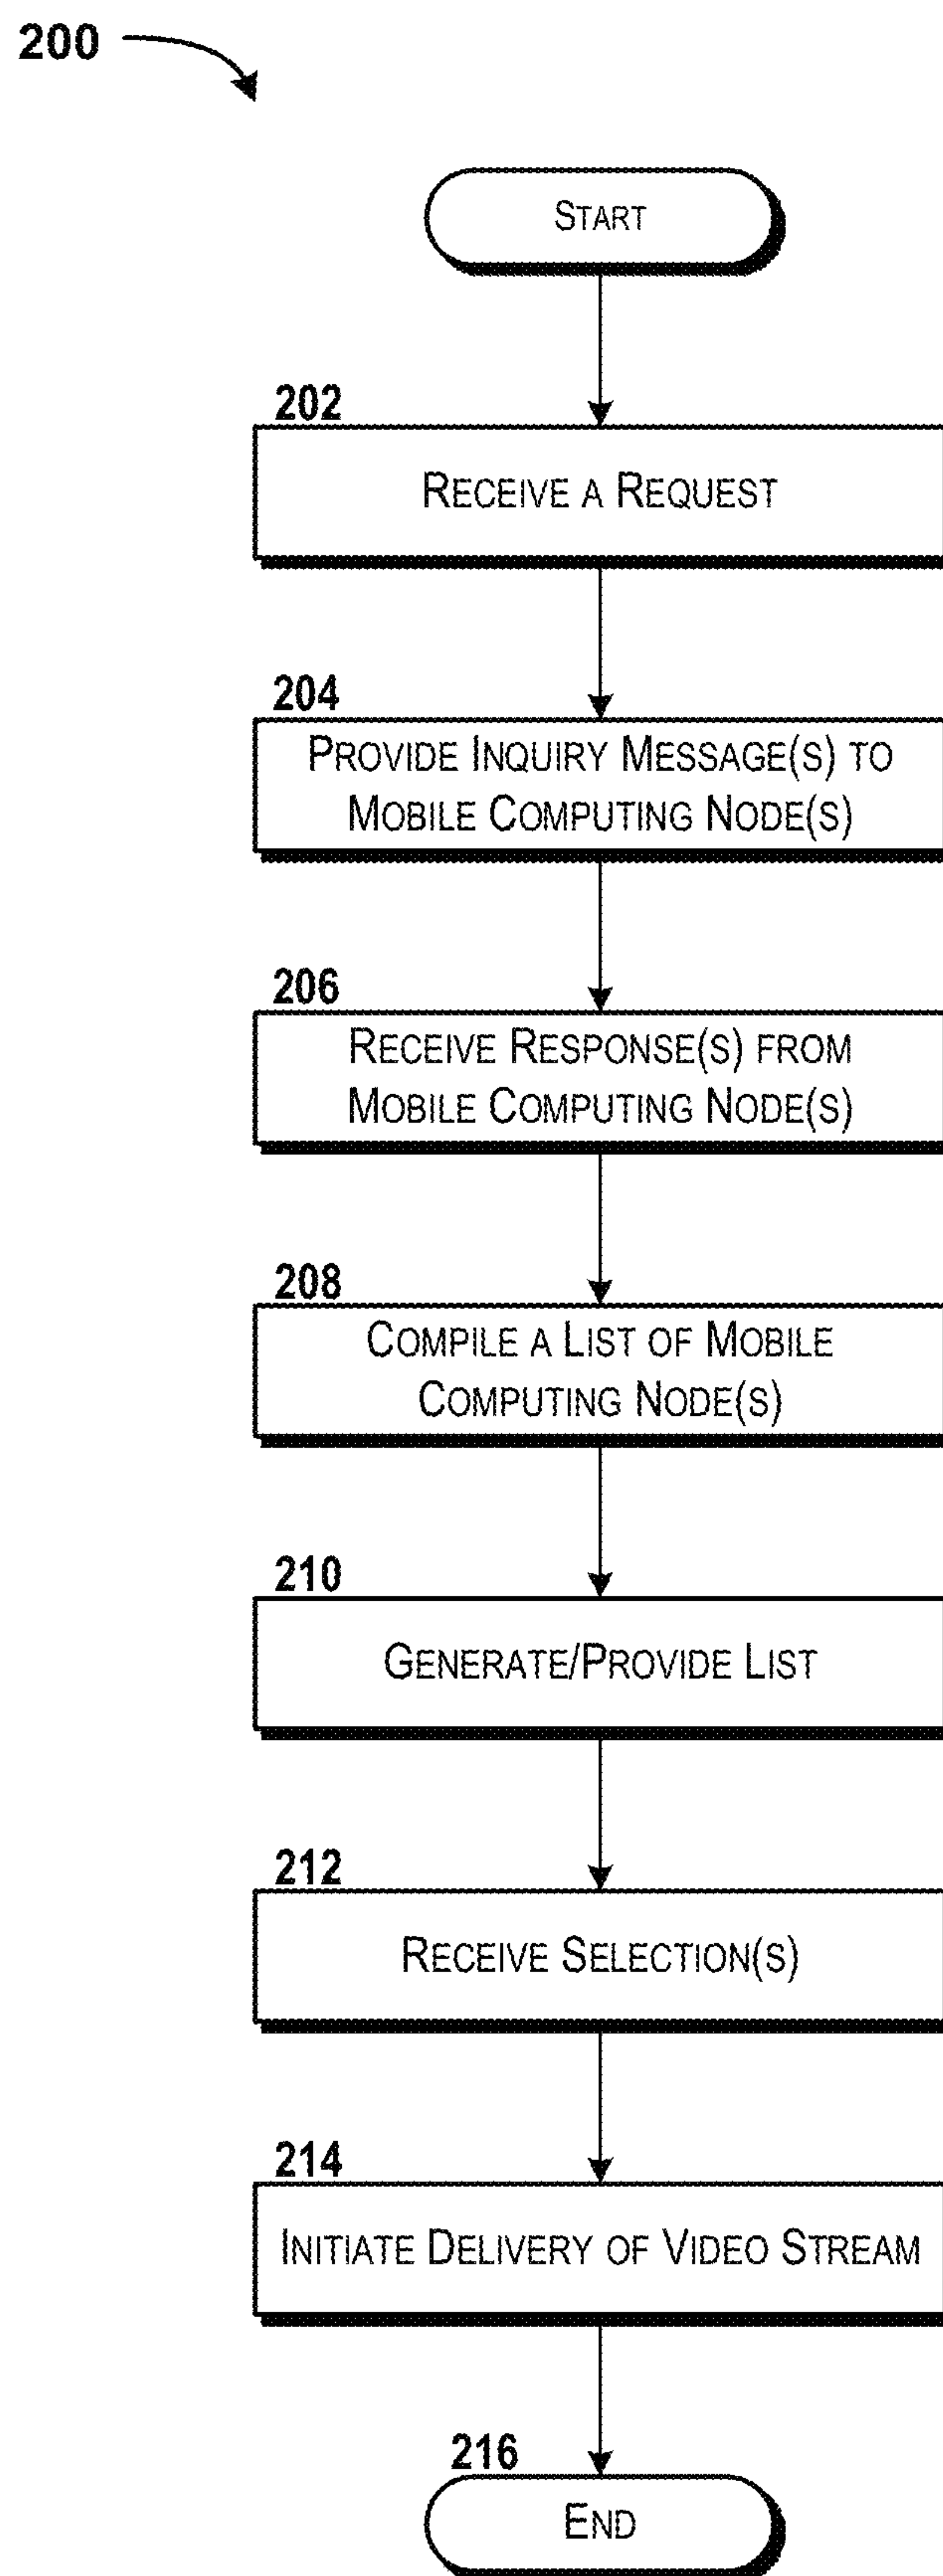 200
START
202
RECEIVE A REQUEST
204
PROVIDE INQUIRY MESSAGE(S) TO
MOBILE COMPUTING NODE(S)
206
RECEIVE RESPONSE(S) FROM
MOBILE COMPUTING NODE(S)
208
COMPILE A LIST OF MOBILE
COMPUTING NODE(S)
210
GENERATE/PROVIDE LIST
212
RECEIVE SELECTION(S)
214
INITIATE DELIVERY OF VIDEO STREAM
216
END